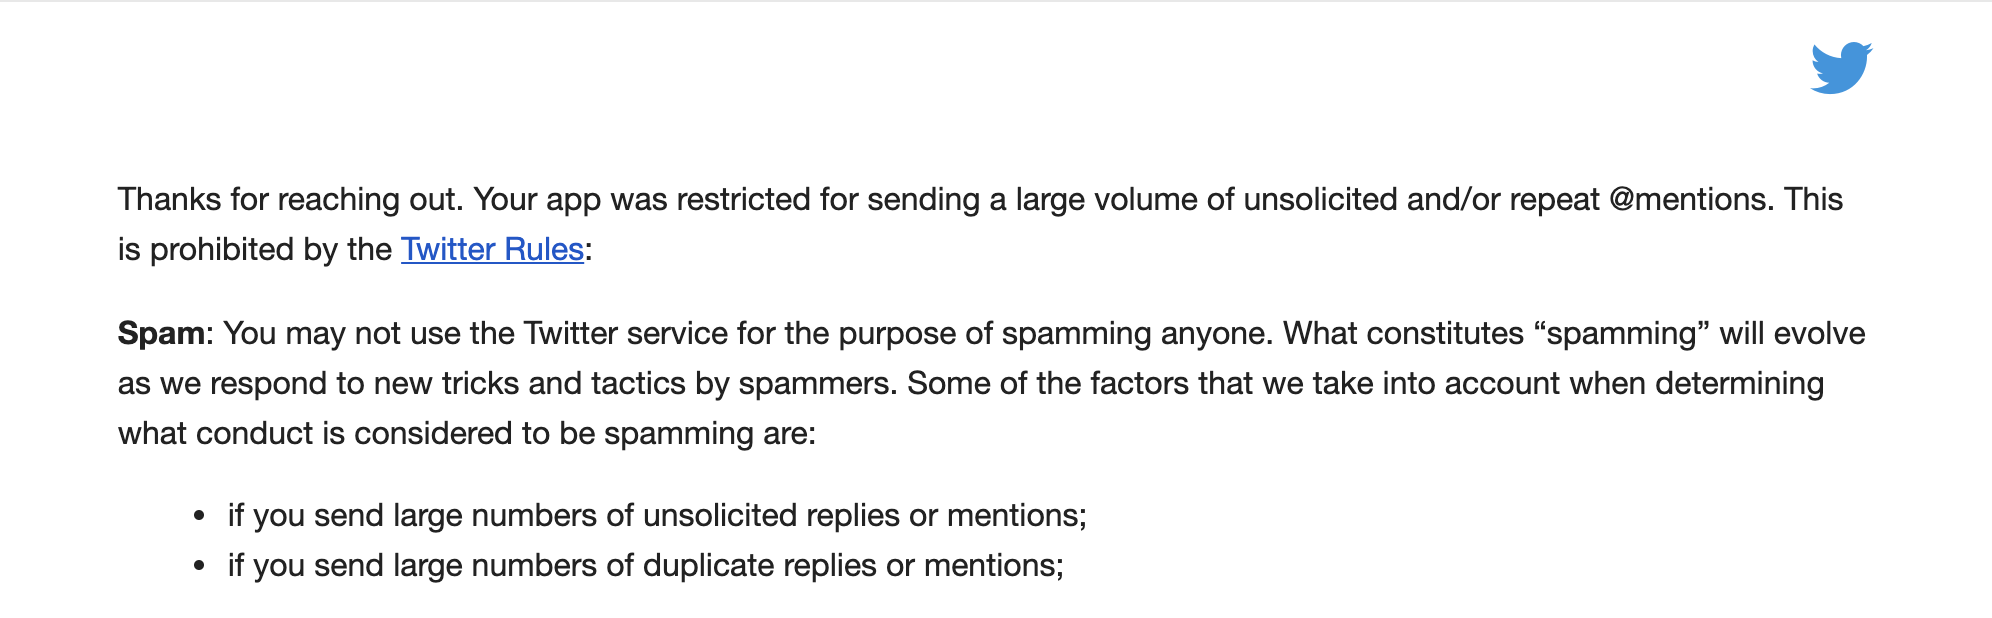 Thanks for reaching out. Your app was restricted for sending a large volume of unsolicited and/or repeat @mentions. This
is prohibited by the Twitter Rules:
Spam: You may not use the Twitter service for the purpose of spamming anyone. What constitutes “spamming” will evolve
as we respond to new tricks and tactics by spammers. Some of the factors that we take into account when determining
what conduct is considered to be spamming are:
• if you send large numbers of unsolicited replies or mentions;
• if you send large numbers of duplicate replies or mentions;